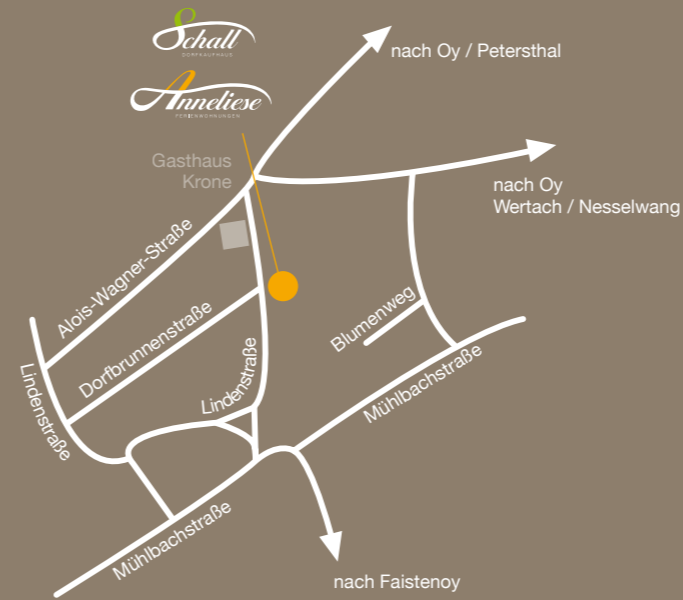 Schall
DORFKAUFHAUS
nach Oy / Petersthal
Anneliese
FERIENWOHNUNGEN
Gasthaus
Krone
nach Oy
Wertach / Nesselwang
Alois-Wagner-Straße
Dorfbrunnenstraße
Blumenweg
Lindenstraße
Lindenstraße
Mühlbachstraße
Mühlbachstraße
nach Faistenoy